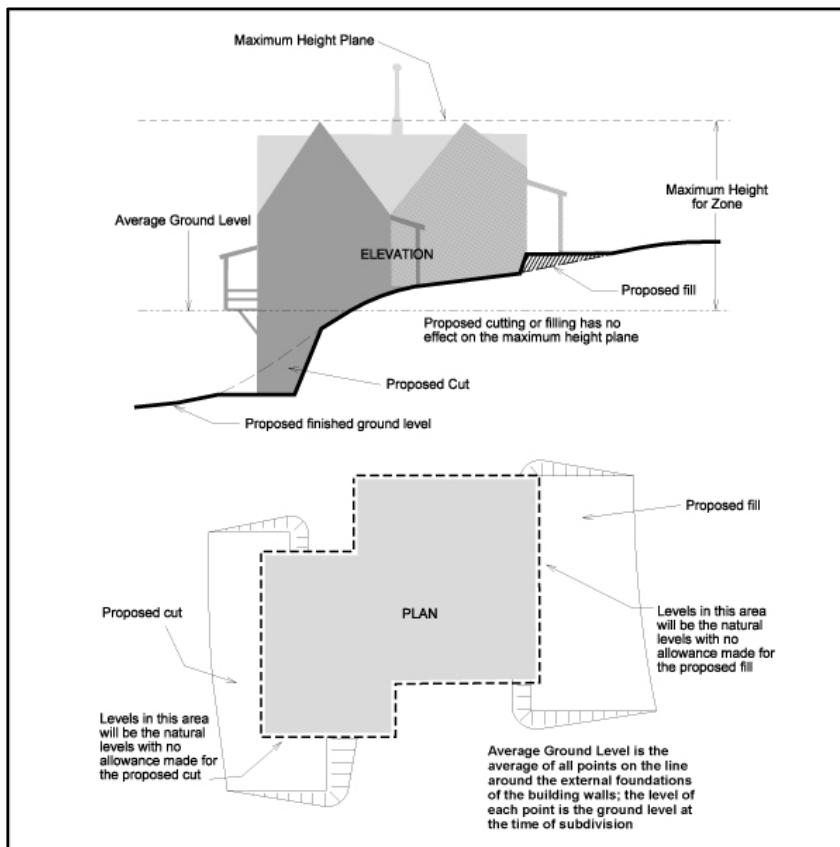 Maximum Height Plane
Average Ground Level
Maximum Height
for Zone
ELEVATION
Proposed fill
Proposed cutting or filling has no
effect on the maximum height plane
Proposed Cut
Proposed finished ground level
Proposed fill
Proposed cut
PLAN
Levels in this area
will be the natural
levels with no
allowance made for
the proposed fill
Levels in this area
will be the natural
levels with no
allowance made for
the proposed cut
Average Ground Level is the
average of all points on the line
around the external foundations
of the building walls; the level of
each point is the ground level at
the time of subdivision